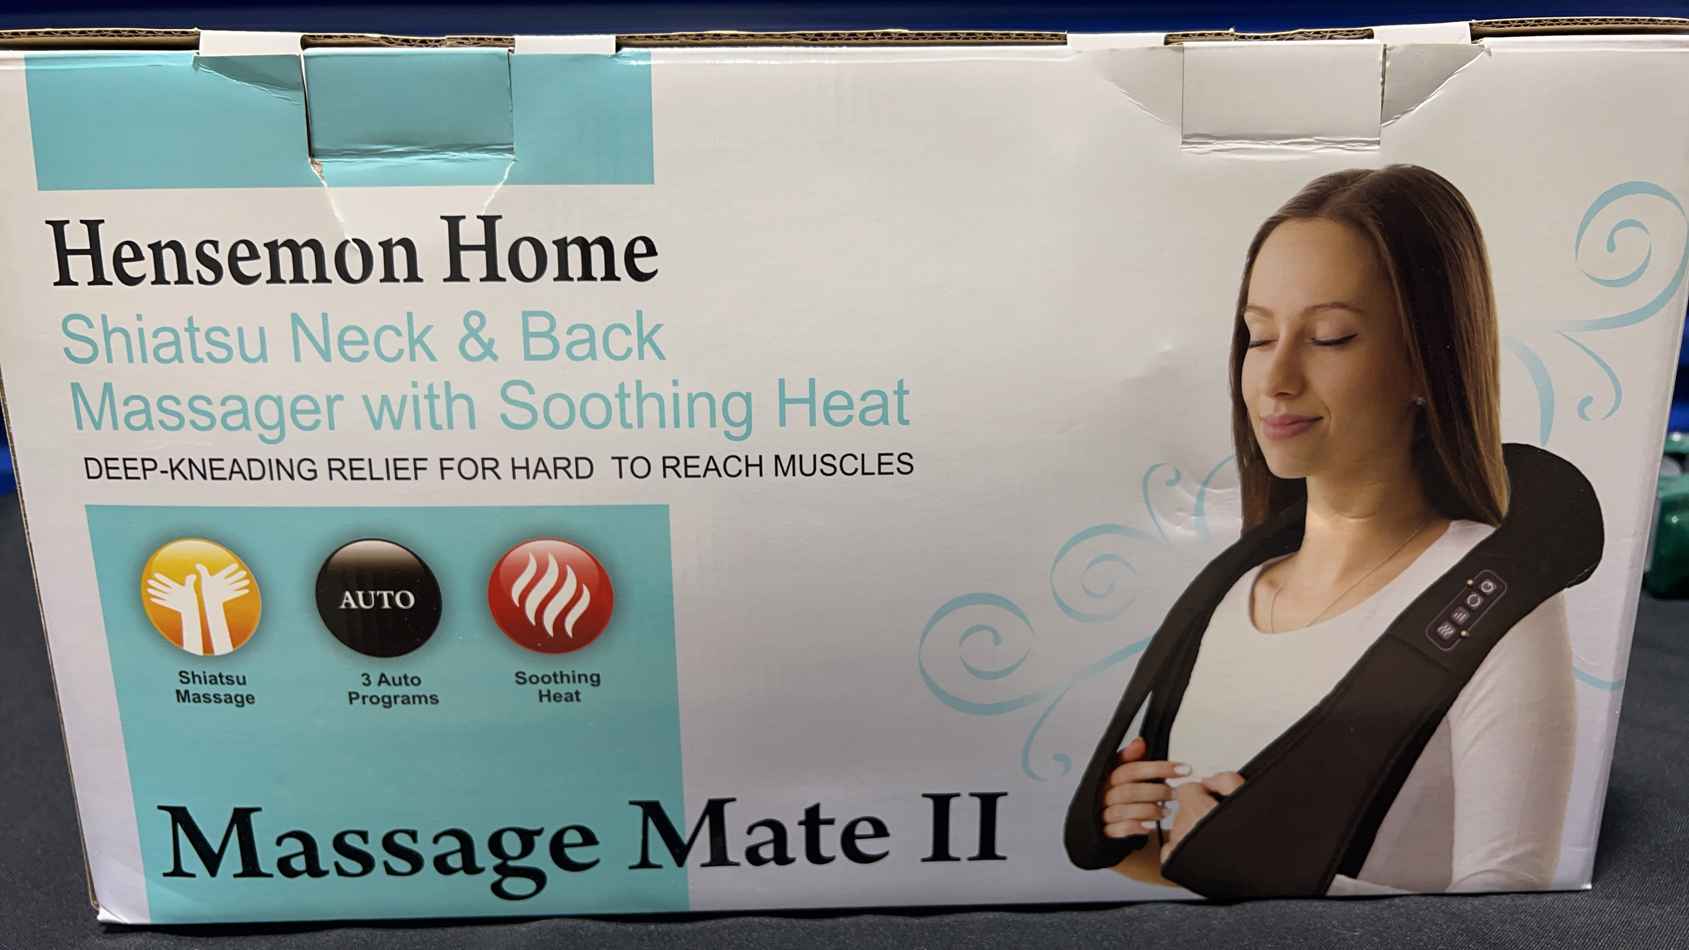 Hensemon Home
Shiatsu Neck & Back
Massager with Soothing Heat
DEEP-KNEADING RELIEF FOR HARD TO REACH MUSCLES
AUTO
Shiatsu
Massage
3 Auto
Programs
Soothing
Heat
Massage Mate II